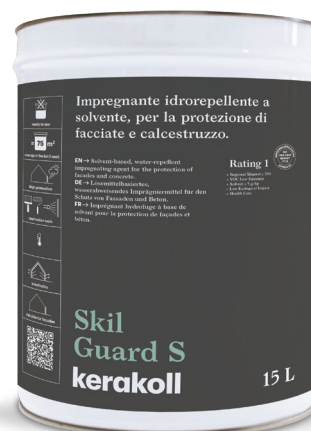 Impregnante idrorepellente a
solvente, per la protezione di
facciate e calcestruzzo.
EN → Solvent-based, water-repellent
impregnating agent for the protection of
facades and concrete.
DE → Lösemittelbasiertes,
wasserabweisendes Imprägniermittel für den
Schutz von Fassaden und Beton.
FR → Imprégnant hydrofuge à base de
solvant pour la protection de façades et
béton.
Rating 1
75 m²
Skil
Guard S
kerakoll
15 L